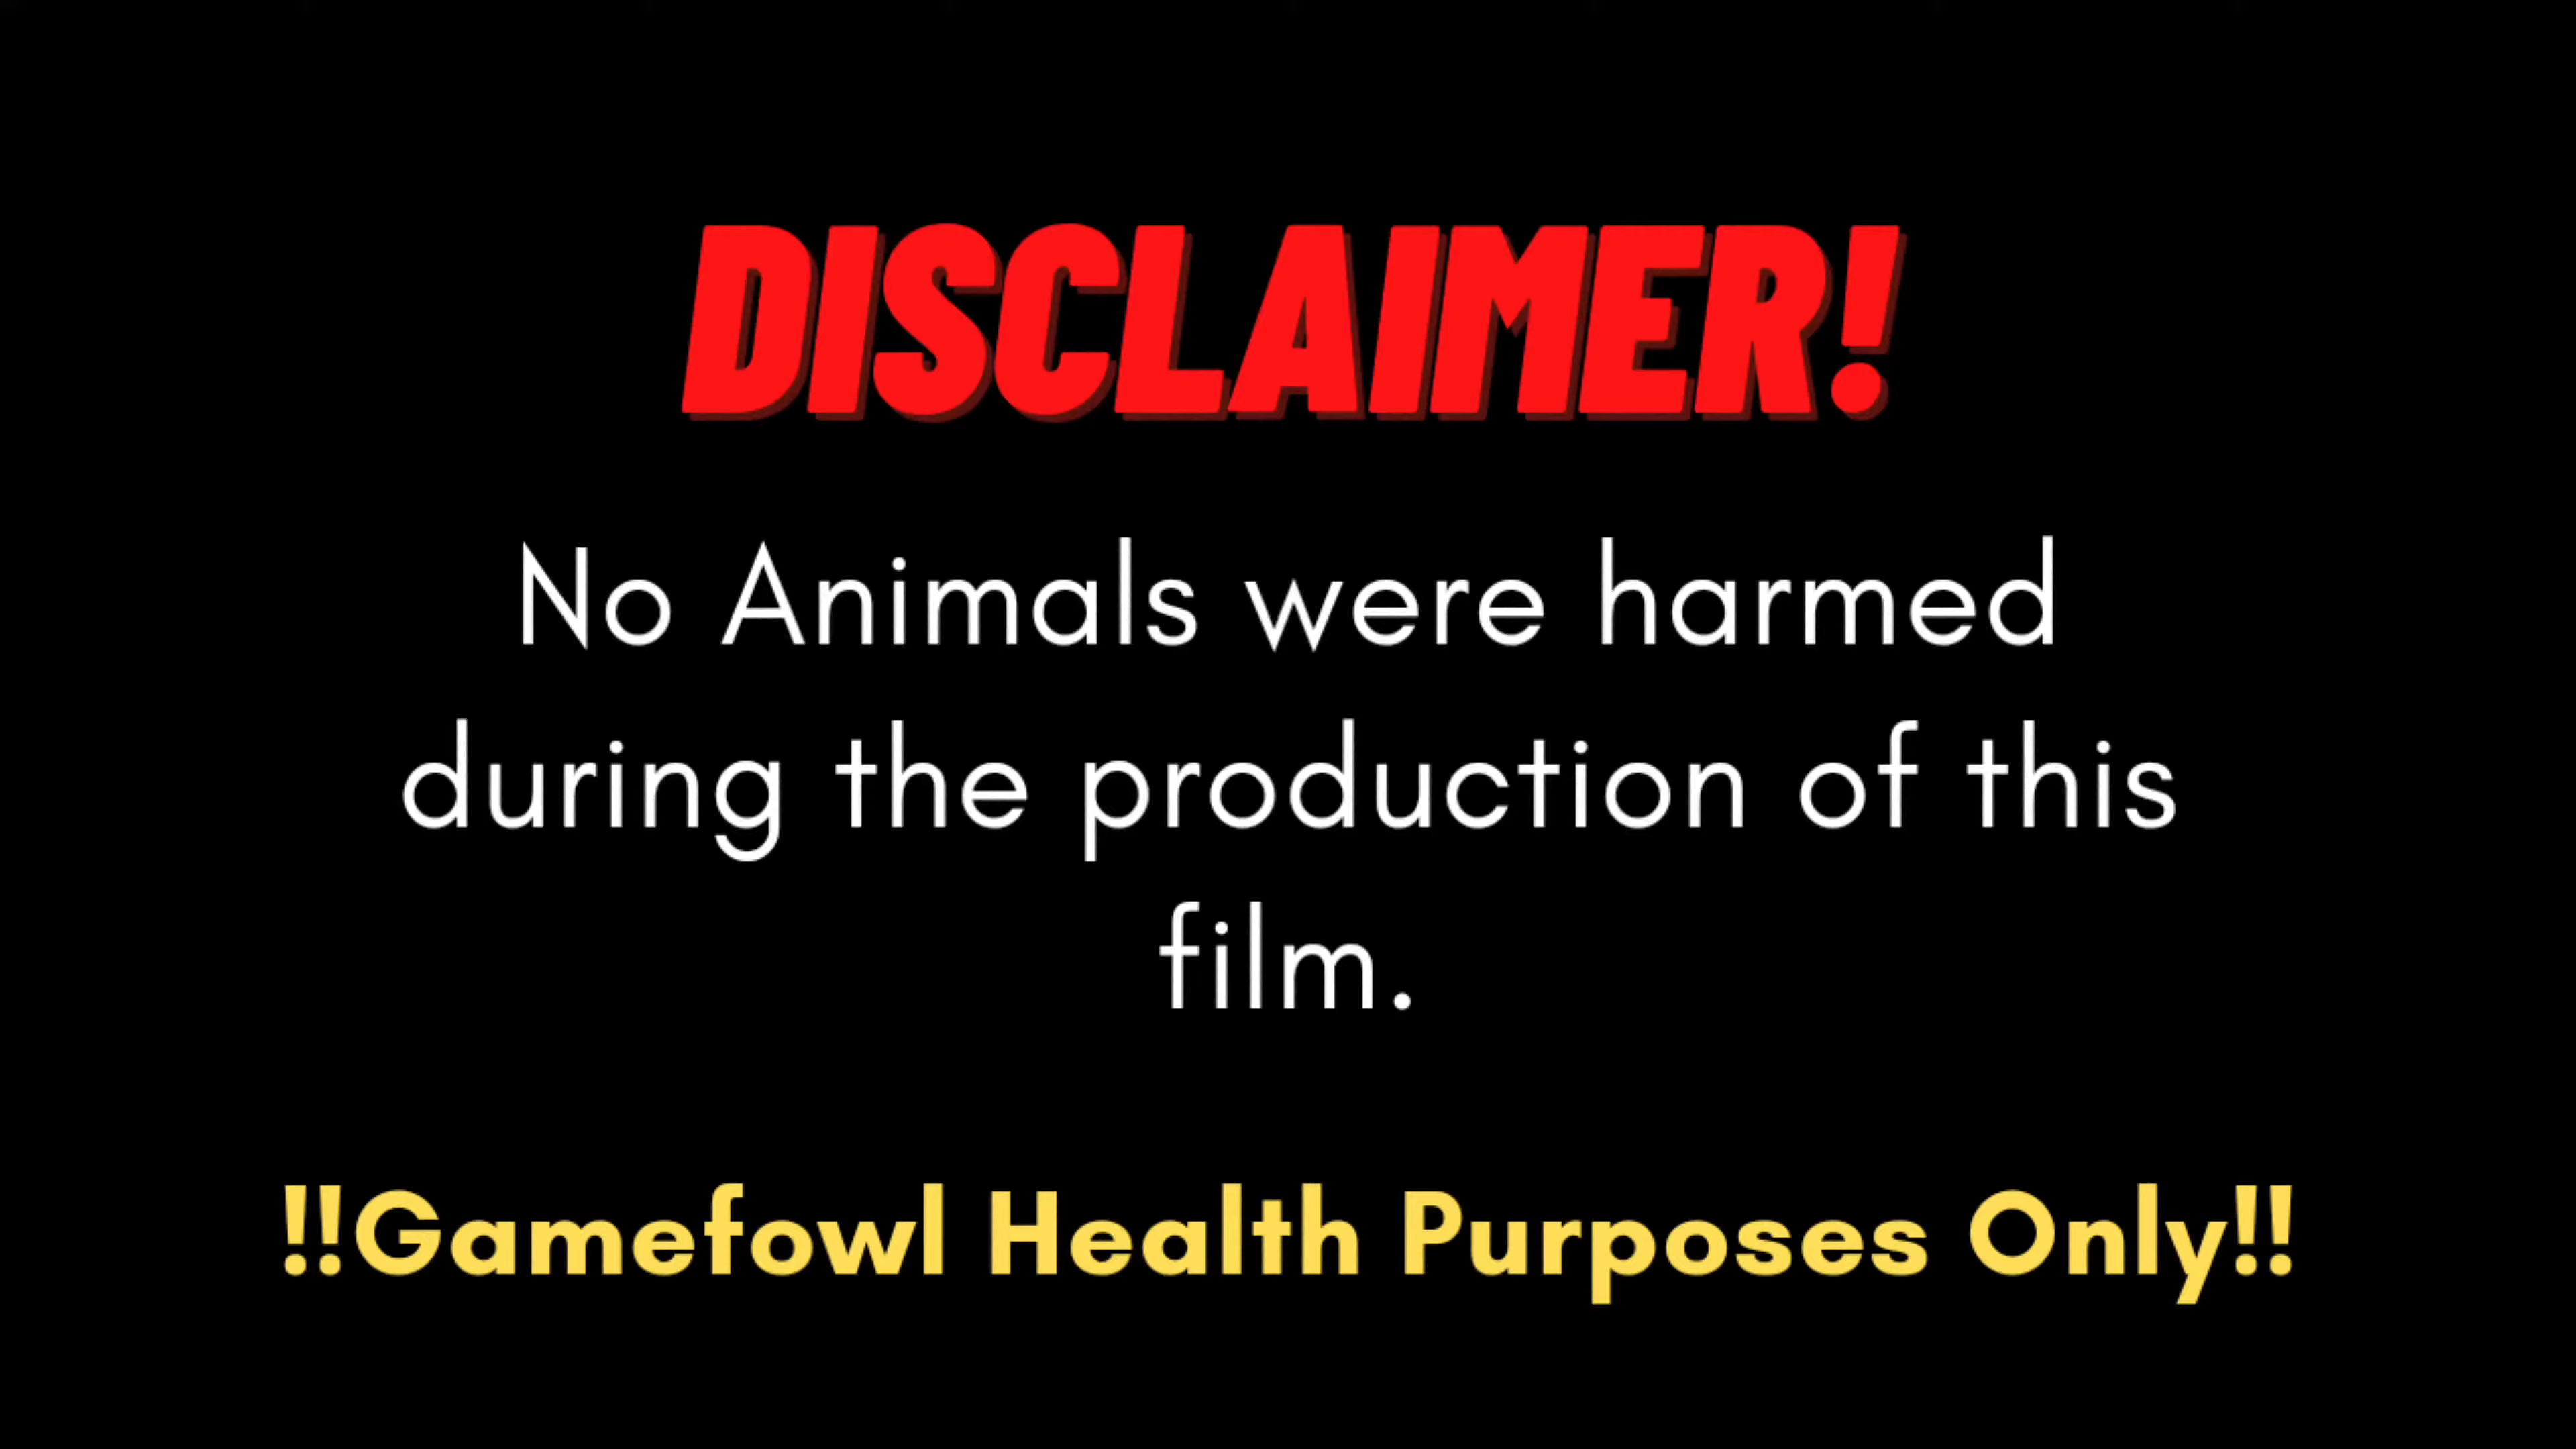 DISCLAIMER!
No Animals were harmed
during the production of this
film.
!!Gamefowl Health Purposes Only!!